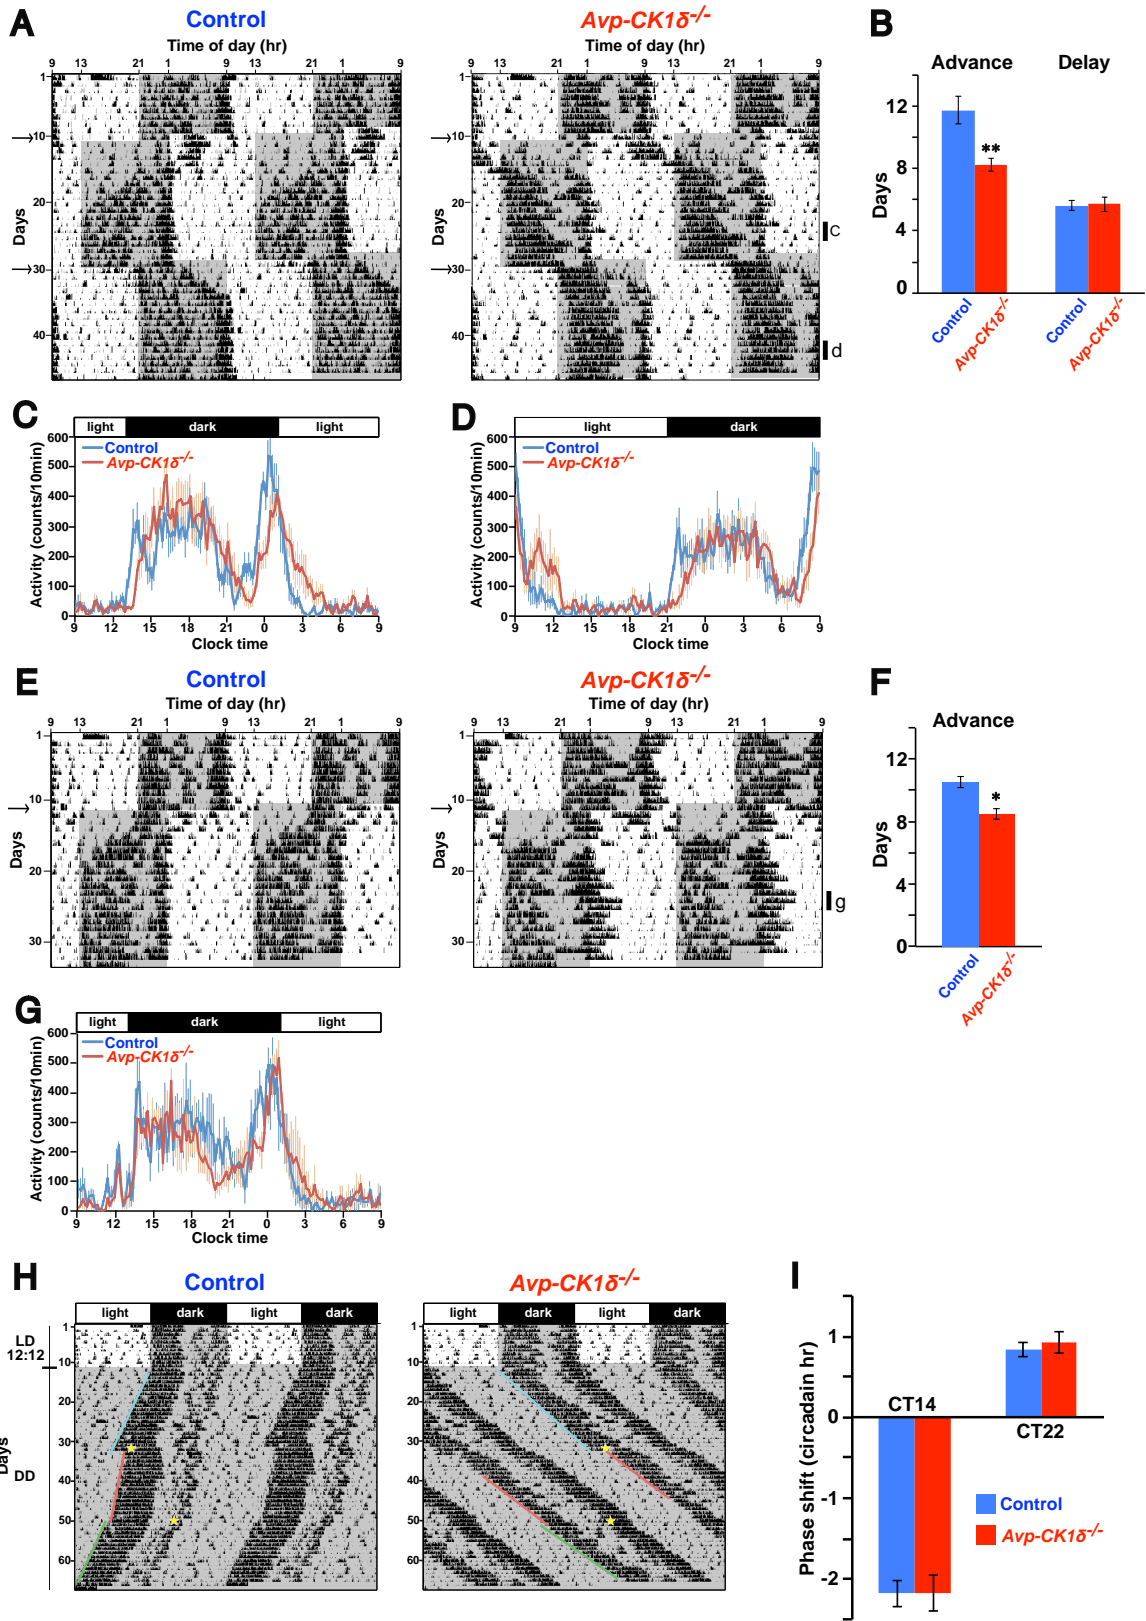 A
Control
Avp-CK1δ-/-
Time of day (hr)
Time of day (hr)
9 13 21 1 9 13 21 1 9
9 13 21 1 9 13 21 1 9
1
10
20
30
40
Days
1
10
20
30
40
Days
c
d
B
Advance
Delay
12
8
4
0
Days
Control
Avp-CK1δ-/-
Control
Avp-CK1δ-/-
**
C
light dark light
Control
Avp-CK1δ-/-
600
500
400
300
200
100
0
Activity (counts/10min)
9 12 15 18 21 0 3 6 9
Clock time
D
light dark
Control
Avp-CK1δ-/-
600
500
400
300
200
100
0
Activity (counts/10min)
9 12 15 18 21 0 3 6 9
Clock time
E
Control
Avp-CK1δ-/-
Time of day (hr)
Time of day (hr)
9 13 21 1 9 13 21 1 9
9 13 21 1 9 13 21 1 9
1
10
20
30
Days
1
10
20
30
Days
g
F
Advance
12
8
4
0
Days
*
Control
Avp-CK1δ-/-
G
light dark light
Control
Avp-CK1δ-/-
600
500
400
300
200
100
0
Activity (counts/10min)
9 12 15 18 21 0 3 6 9
Clock time
H
Control
Avp-CK1δ-/-
light dark light dark
light dark light dark
LD
12:12
DD
Days
1
10
20
30
40
50
60
1
10
20
30
40
50
60
I
Phase shift (circadain hr)
1
0
-1
-2
CT14
CT22
Control
Avp-CK1δ-/-